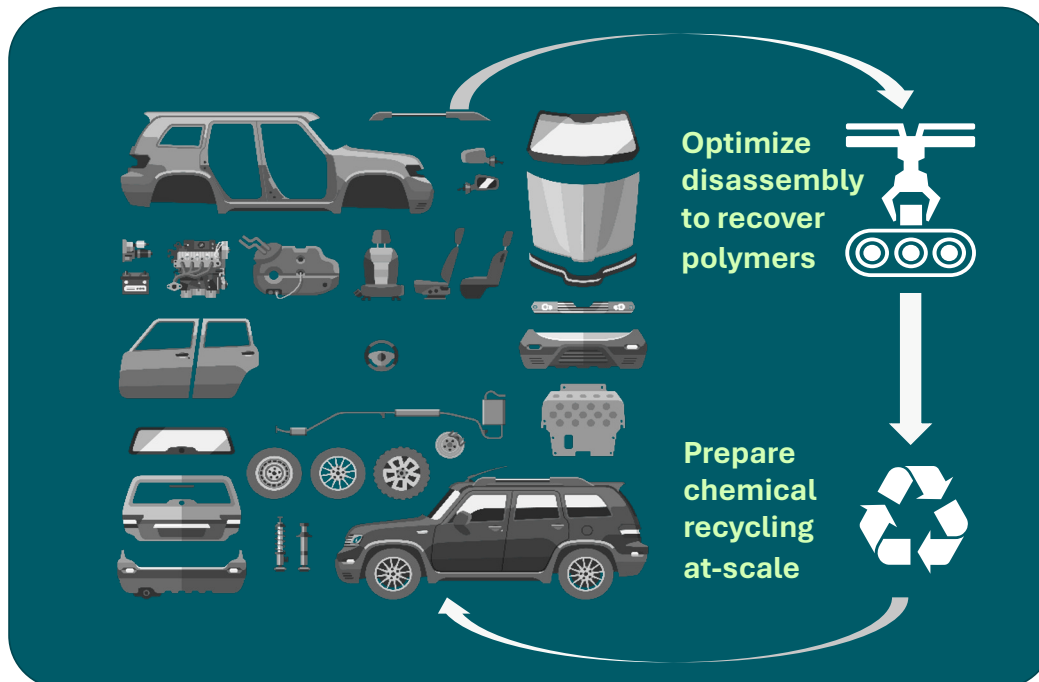 Optimize
disassembly
to recover
polymers
Prepare
chemical
recycling
at-scale